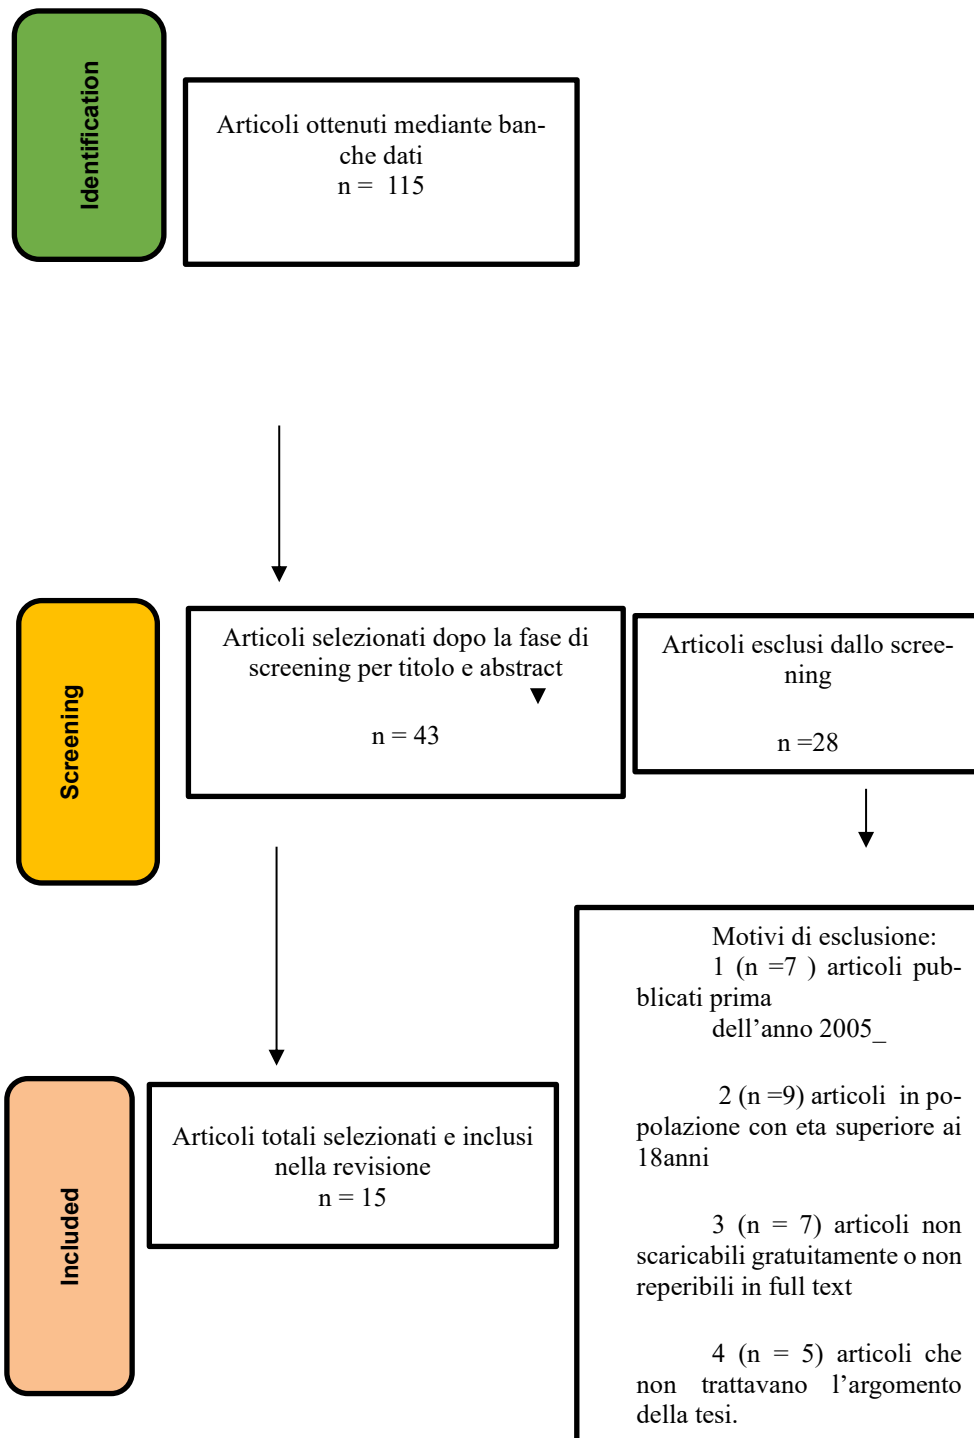 Identification
Articoli ottenuti mediante ban-
che dati
n =  115
Screening
Articoli selezionati dopo la fase di
screening per titolo e abstract
n = 43
Articoli esclusi dallo scree-
ning
n =28
Motivi di esclusione:
1 (n =7 ) articoli pub-
blicati prima
dell’anno 2005_
2 (n =9) articoli  in po-
polazione con eta superiore ai
18anni
3 (n = 7) articoli non
scaricabili gratuitamente o non
reperibili in full text
4 (n = 5) articoli che
non trattavano l’argomento
della tesi.
Included
Articoli totali selezionati e inclusi
nella revisione
n = 15